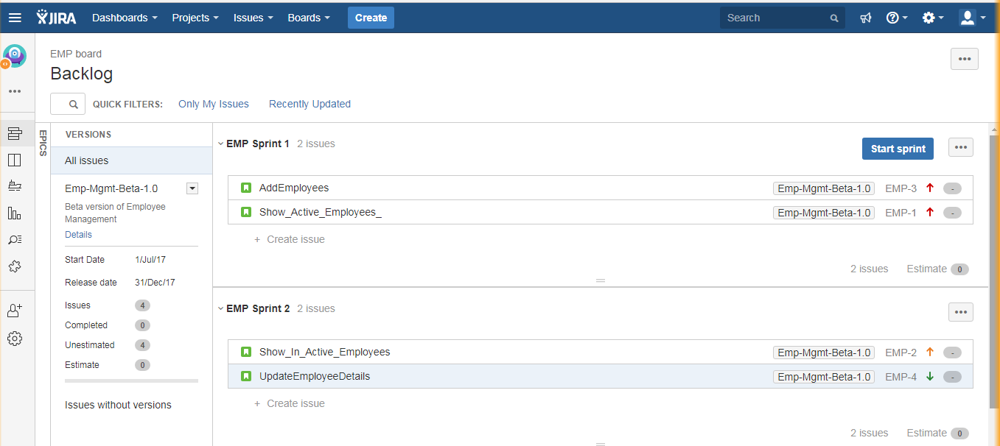 JIRA Dashboards Projects Issues Boards Create Search
EMP board
Backlog
QUICK FILTERS: Only My Issues Recently Updated
EPICS
VERSIONS
All issues
Emp-Mgmt-Beta-1.0
Beta version of Employee
Management
Details
Start Date 1/Jul/17
Release date 31/Dec/17
Issues 4
Completed 0
Unestimated 4
Estimate 0
Issues without versions
EMP Sprint 1 2 issues Start sprint
AddEmployees Emp-Mgmt-Beta-1.0 EMP-3 -
Show_Active_Employees_ Emp-Mgmt-Beta-1.0 EMP-1 -
+ Create issue
2 issues Estimate 0
EMP Sprint 2 2 issues
Show_In_Active_Employees Emp-Mgmt-Beta-1.0 EMP-2 -
UpdateEmployeeDetails Emp-Mgmt-Beta-1.0 EMP-4 -
+ Create issue
2 issues Estimate 0